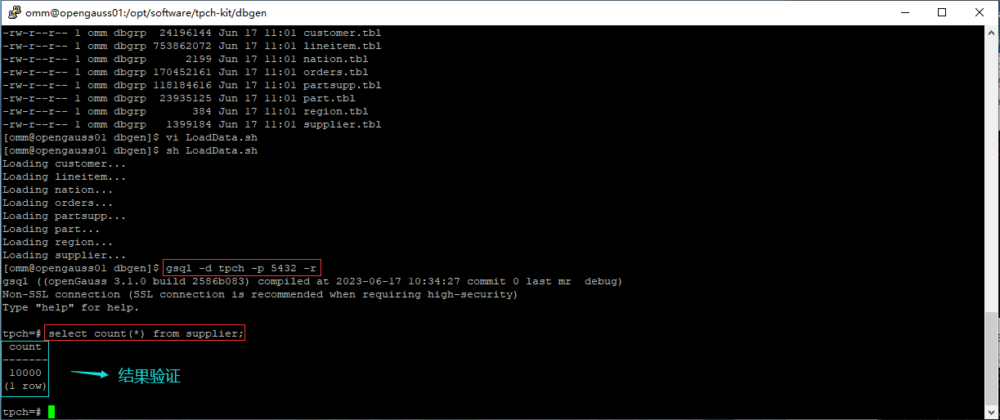 omm@opengauss01:/opt/software/tpch-kit/dbgen
-rw-r--r-- 1 omm dbgrp  24196144 Jun 17 11:01 customer.tbl
-rw-r--r-- 1 omm dbgrp 753862072 Jun 17 11:01 lineitem.tbl
-rw-r--r-- 1 omm dbgrp      2199 Jun 17 11:01 nation.tbl
-rw-r--r-- 1 omm dbgrp 170452161 Jun 17 11:01 orders.tbl
-rw-r--r-- 1 omm dbgrp 118184616 Jun 17 11:01 partsupp.tbl
-rw-r--r-- 1 omm dbgrp  23935125 Jun 17 11:01 part.tbl
-rw-r--r-- 1 omm dbgrp       384 Jun 17 11:01 region.tbl
-rw-r--r-- 1 omm dbgrp   1399184 Jun 17 11:01 supplier.tbl
[omm@opengauss01 dbgen]$ vi LoadData.sh
[omm@opengauss01 dbgen]$ sh LoadData.sh
Loading customer...
Loading lineitem...
Loading nation...
Loading orders...
Loading partsupp...
Loading part...
Loading region...
Loading supplier...
[omm@opengauss01 dbgen]$ gsql -d tpch -p 5432 -r
gsql ((openGauss 3.1.0 build 2586b083) compiled at 2023-06-17 10:34:27 commit 0 last mr  debug)
Non-SSL connection (SSL connection is recommended when requiring high-security)
Type "help" for help.
tpch=# select count(*) from supplier;
count
-------
10000
(1 row)
结果验证
tpch=#